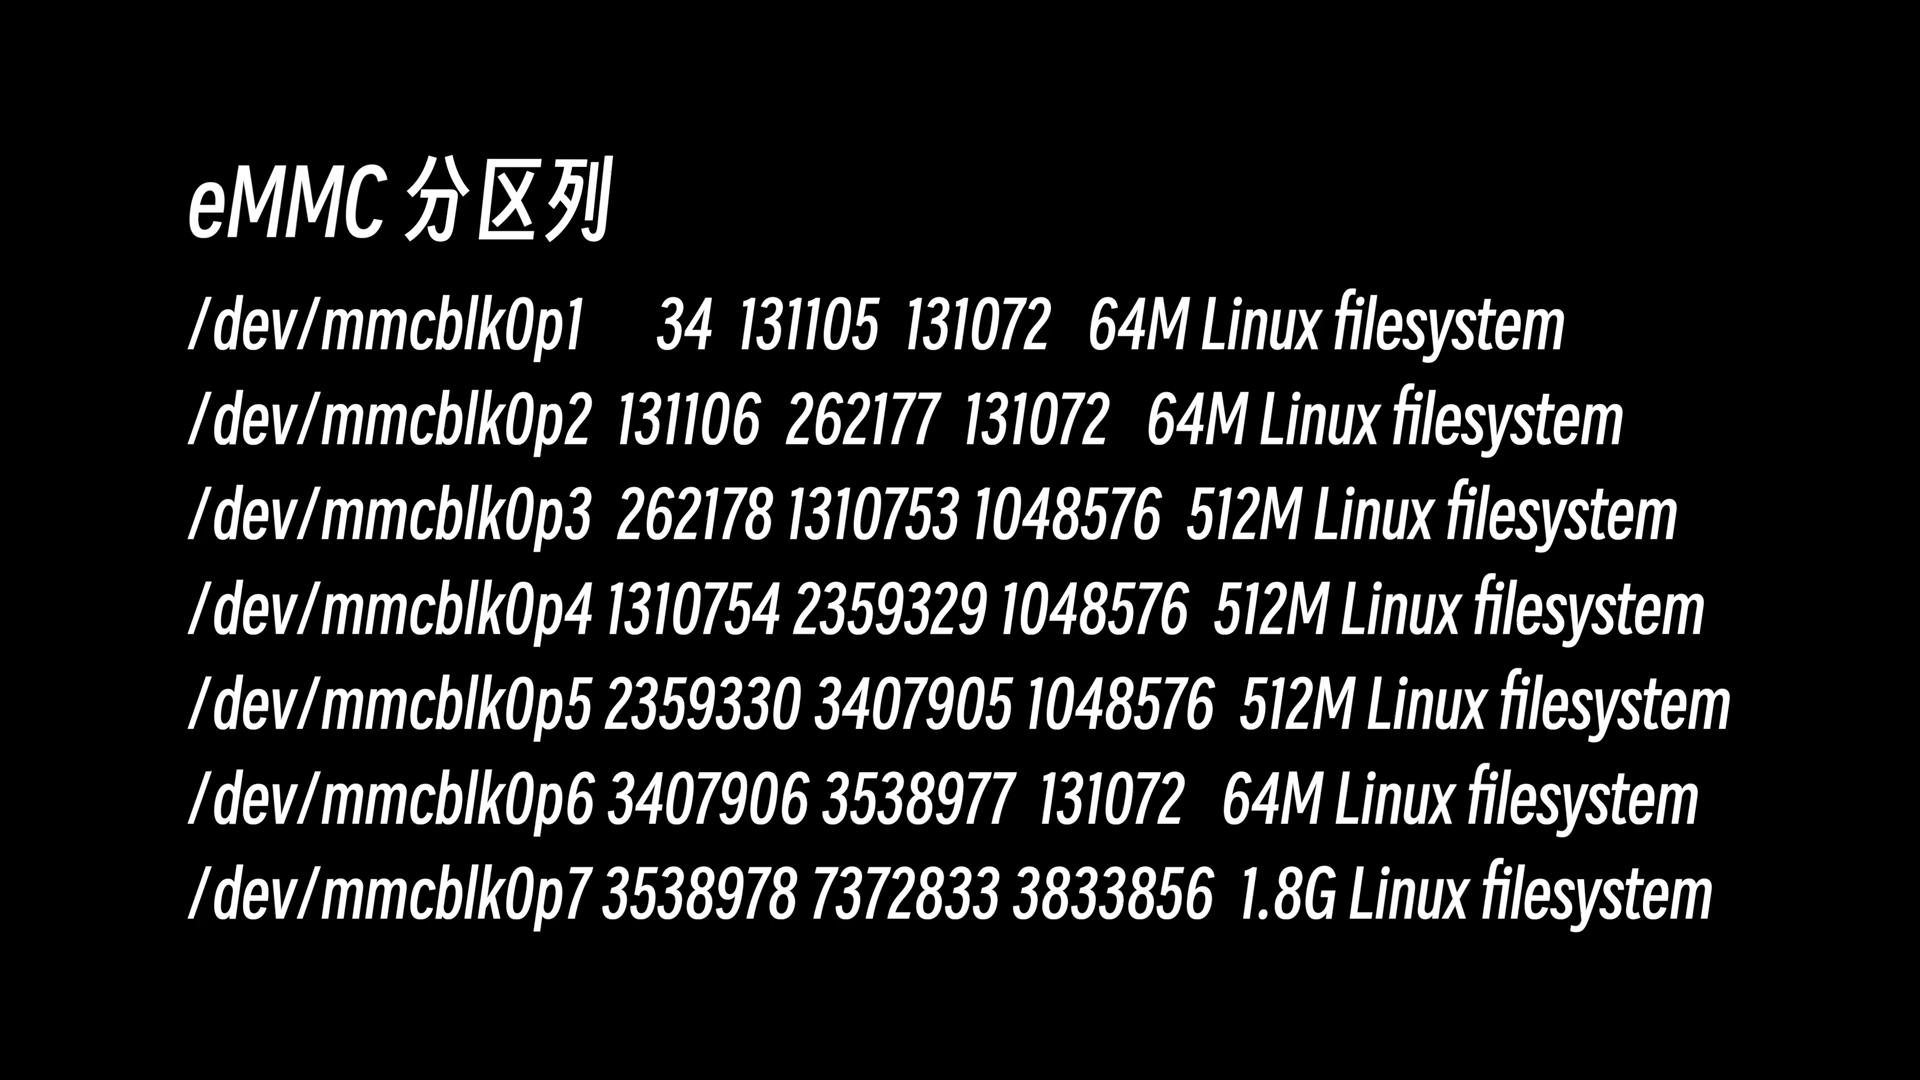 eMMC 分区列
/dev/mmcblk0p1 34 131105 131072 64M Linux filesystem
/dev/mmcblk0p2 131106 262177 131072 64M Linux filesystem
/dev/mmcblk0p3 262178 1310753 1048576 512M Linux filesystem
/dev/mmcblk0p4 1310754 2359329 1048576 512M Linux filesystem
/dev/mmcblk0p5 2359330 3407905 1048576 512M Linux filesystem
/dev/mmcblk0p6 3407906 3538977 131072 64M Linux filesystem
/dev/mmcblk0p7 3538978 7372833 3833856 1.8G Linux filesystem